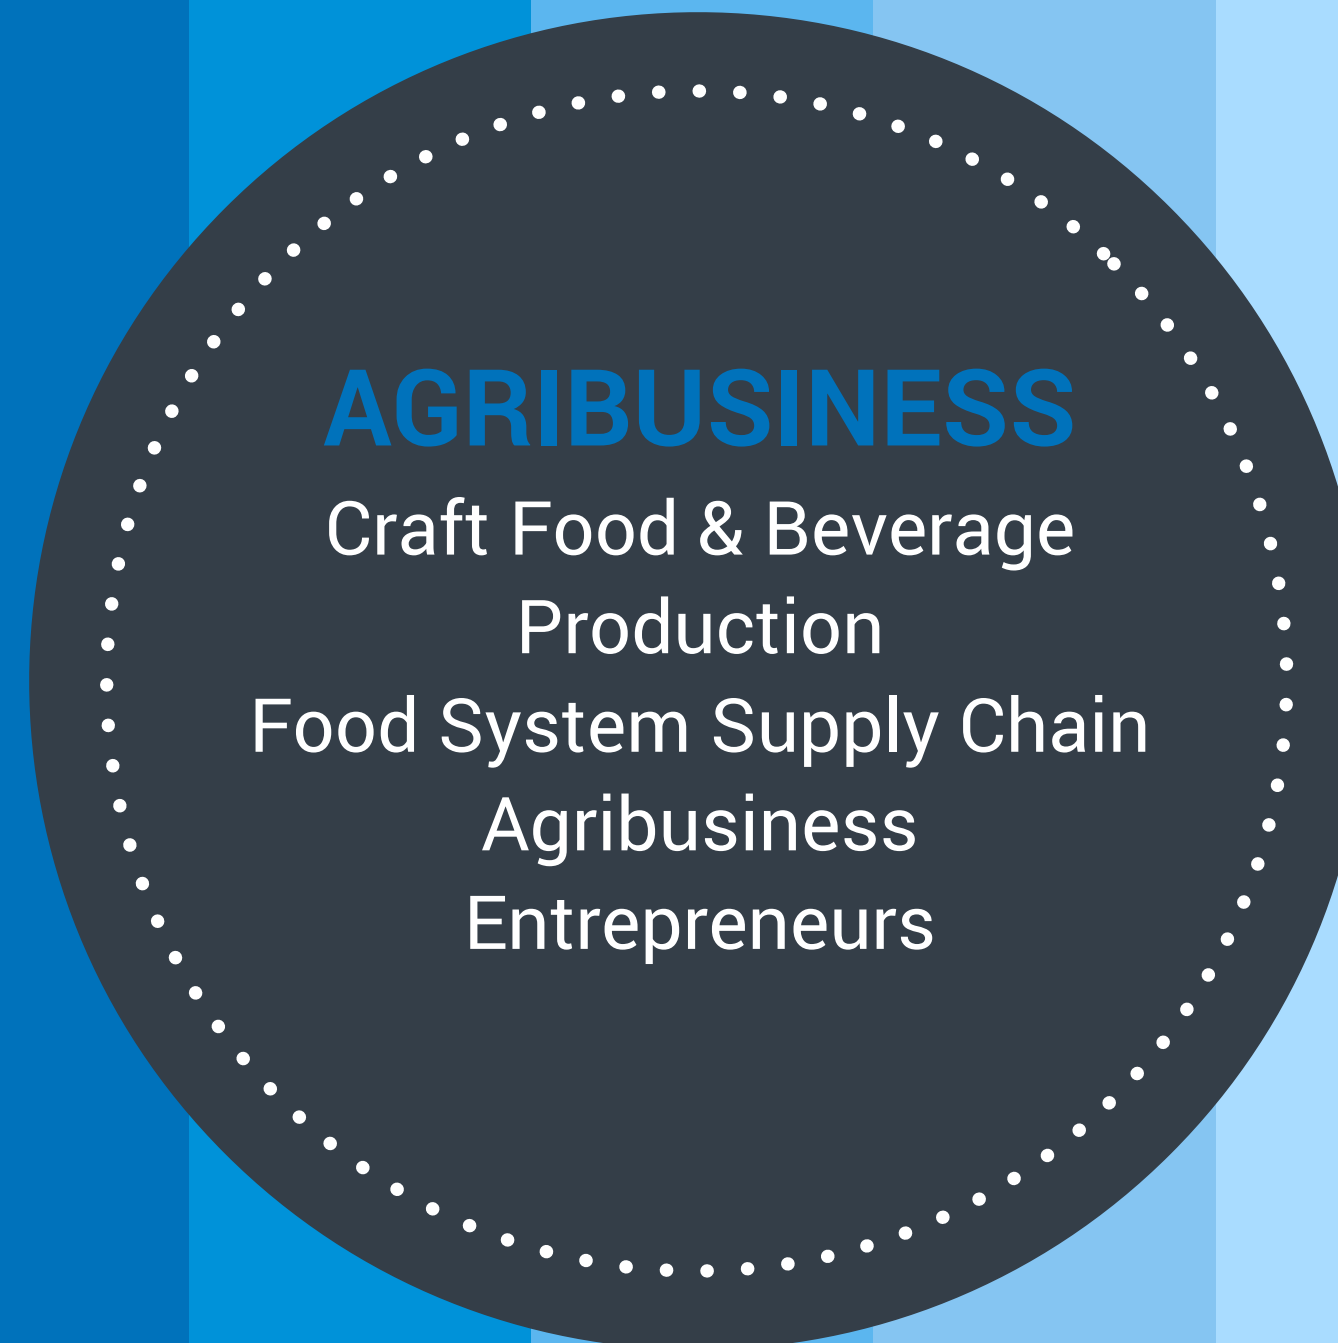 AGRIBUSINESS
Craft Food & Beverage
Production
Food System Supply Chain
Agribusiness
Entrepreneurs